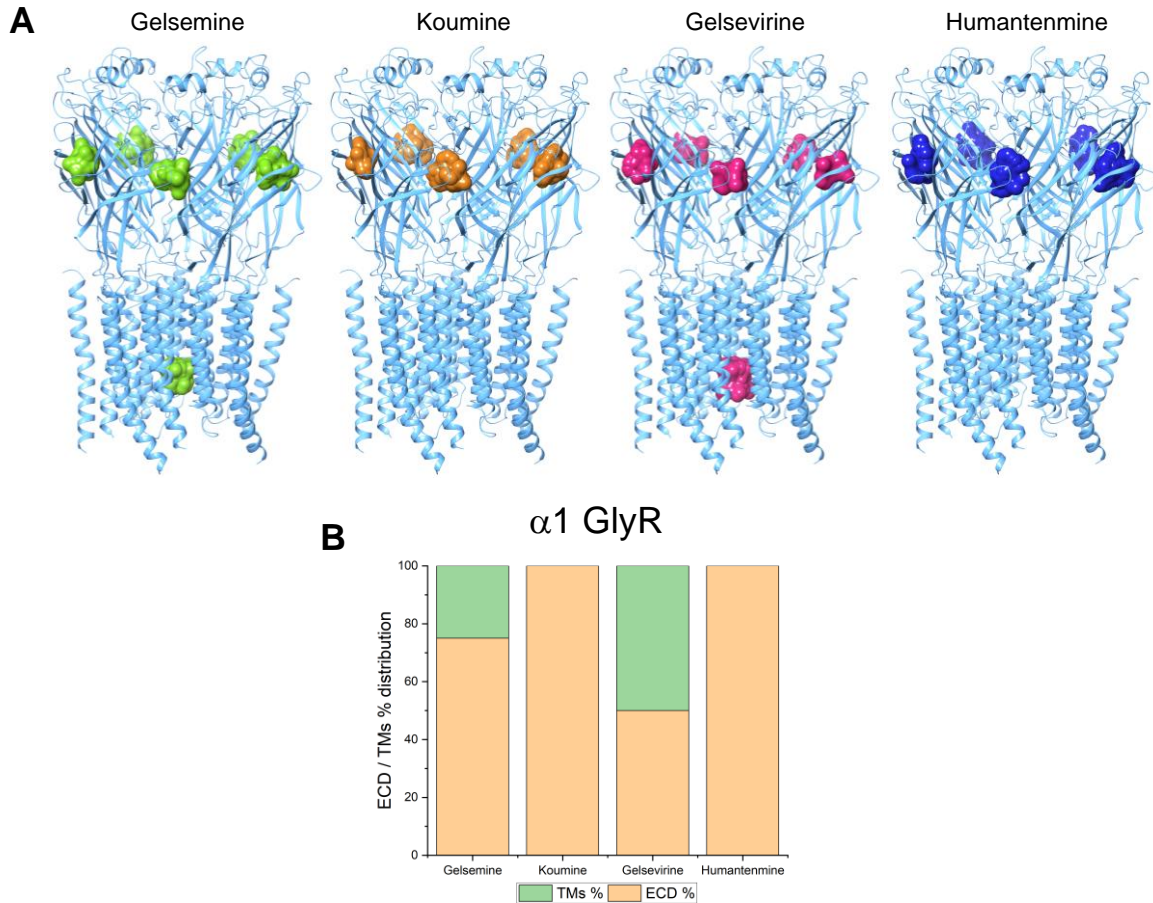 A
Gelsemine Koumine Gelsevirine Humantenmine
B
α1 GlyR
ECD / TMs % distribution
100
80
60
40
20
0
Gelsemine Koumine Gelsevirine Humantenmine
TMs % ECD %